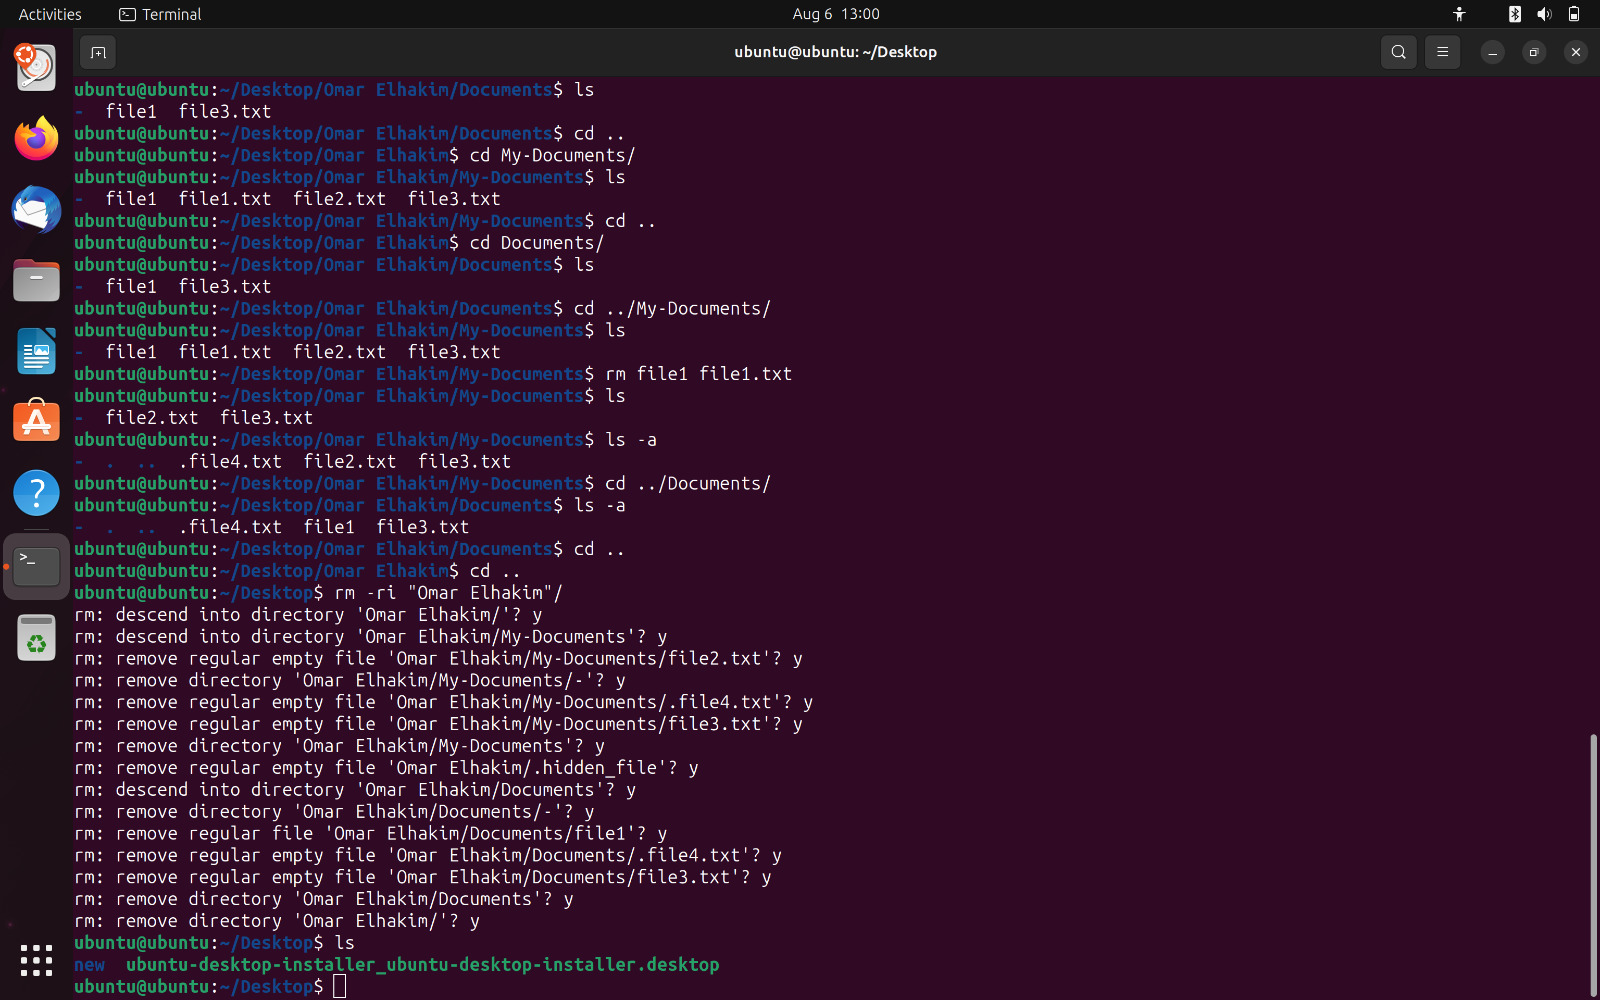 Activities
Terminal
Aug 6 13:00
ubuntu@ubuntu: ~/Desktop
ubuntu@ubuntu:~/Desktop/Omar Elhakim/Documents$ ls
-  file1  file3.txt
ubuntu@ubuntu:~/Desktop/Omar Elhakim/Documents$ cd ..
ubuntu@ubuntu:~/Desktop/Omar Elhakim$ cd My-Documents/
ubuntu@ubuntu:~/Desktop/Omar Elhakim/My-Documents$ ls
-  file1  file1.txt  file2.txt  file3.txt
ubuntu@ubuntu:~/Desktop/Omar Elhakim/My-Documents$ cd ..
ubuntu@ubuntu:~/Desktop/Omar Elhakim$ cd Documents/
ubuntu@ubuntu:~/Desktop/Omar Elhakim/Documents$ ls
-  file1  file3.txt
ubuntu@ubuntu:~/Desktop/Omar Elhakim/Documents$ cd ../My-Documents/
ubuntu@ubuntu:~/Desktop/Omar Elhakim/My-Documents$ ls
-  file1  file1.txt  file2.txt  file3.txt
ubuntu@ubuntu:~/Desktop/Omar Elhakim/My-Documents$ rm file1 file1.txt
ubuntu@ubuntu:~/Desktop/Omar Elhakim/My-Documents$ ls
-  file2.txt  file3.txt
ubuntu@ubuntu:~/Desktop/Omar Elhakim/My-Documents$ ls -a
-  .  ..  .file4.txt  file2.txt  file3.txt
ubuntu@ubuntu:~/Desktop/Omar Elhakim/My-Documents$ cd ../Documents/
ubuntu@ubuntu:~/Desktop/Omar Elhakim/Documents$ ls -a
-  .  ..  .file4.txt  file1  file3.txt
ubuntu@ubuntu:~/Desktop/Omar Elhakim/Documents$ cd ..
ubuntu@ubuntu:~/Desktop/Omar Elhakim$ cd ..
ubuntu@ubuntu:~/Desktop$ rm -ri "Omar Elhakim"/
rm: descend into directory 'Omar Elhakim/'? y
rm: descend into directory 'Omar Elhakim/My-Documents'? y
rm: remove regular empty file 'Omar Elhakim/My-Documents/file2.txt'? y
rm: remove directory 'Omar Elhakim/My-Documents/-'? y
rm: remove regular empty file 'Omar Elhakim/My-Documents/.file4.txt'? y
rm: remove regular empty file 'Omar Elhakim/My-Documents/file3.txt'? y
rm: remove directory 'Omar Elhakim/My-Documents'? y
rm: remove regular empty file 'Omar Elhakim/.hidden_file'? y
rm: descend into directory 'Omar Elhakim/Documents'? y
rm: remove directory 'Omar Elhakim/Documents/-'? y
rm: remove regular file 'Omar Elhakim/Documents/file1'? y
rm: remove regular empty file 'Omar Elhakim/Documents/.file4.txt'? y
rm: remove regular empty file 'Omar Elhakim/Documents/file3.txt'? y
rm: remove directory 'Omar Elhakim/Documents'? y
rm: remove directory 'Omar Elhakim/'? y
ubuntu@ubuntu:~/Desktop$ ls
new  ubuntu-desktop-installer_ubuntu-desktop-installer.desktop
ubuntu@ubuntu:~/Desktop$